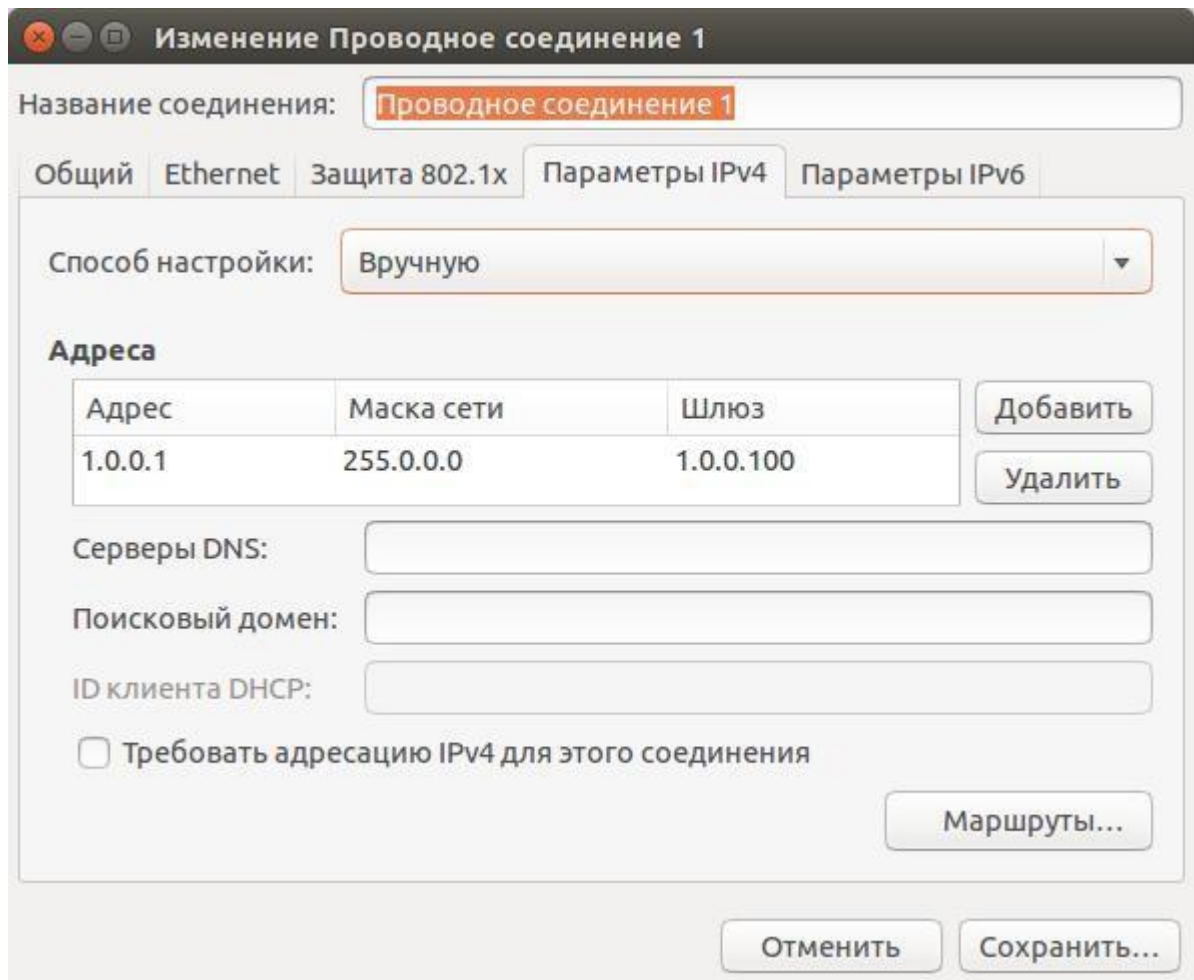 Изменение Проводное соединение 1
Название соединения: Проводное соединение 1
Общий Ethernet Защита 802.1x Параметры IPv4 Параметры IPv6
Способ настройки: Вручную
Адреса
Адрес Маска сети Шлюз Добавить
1.0.0.1 255.0.0.0 1.0.0.100
Удалить
Серверы DNS:
Поисковый домен:
ID клиента DHCP:
Требовать адресацию IPv4 для этого соединения
Маршруты...
Отменить Сохранить...